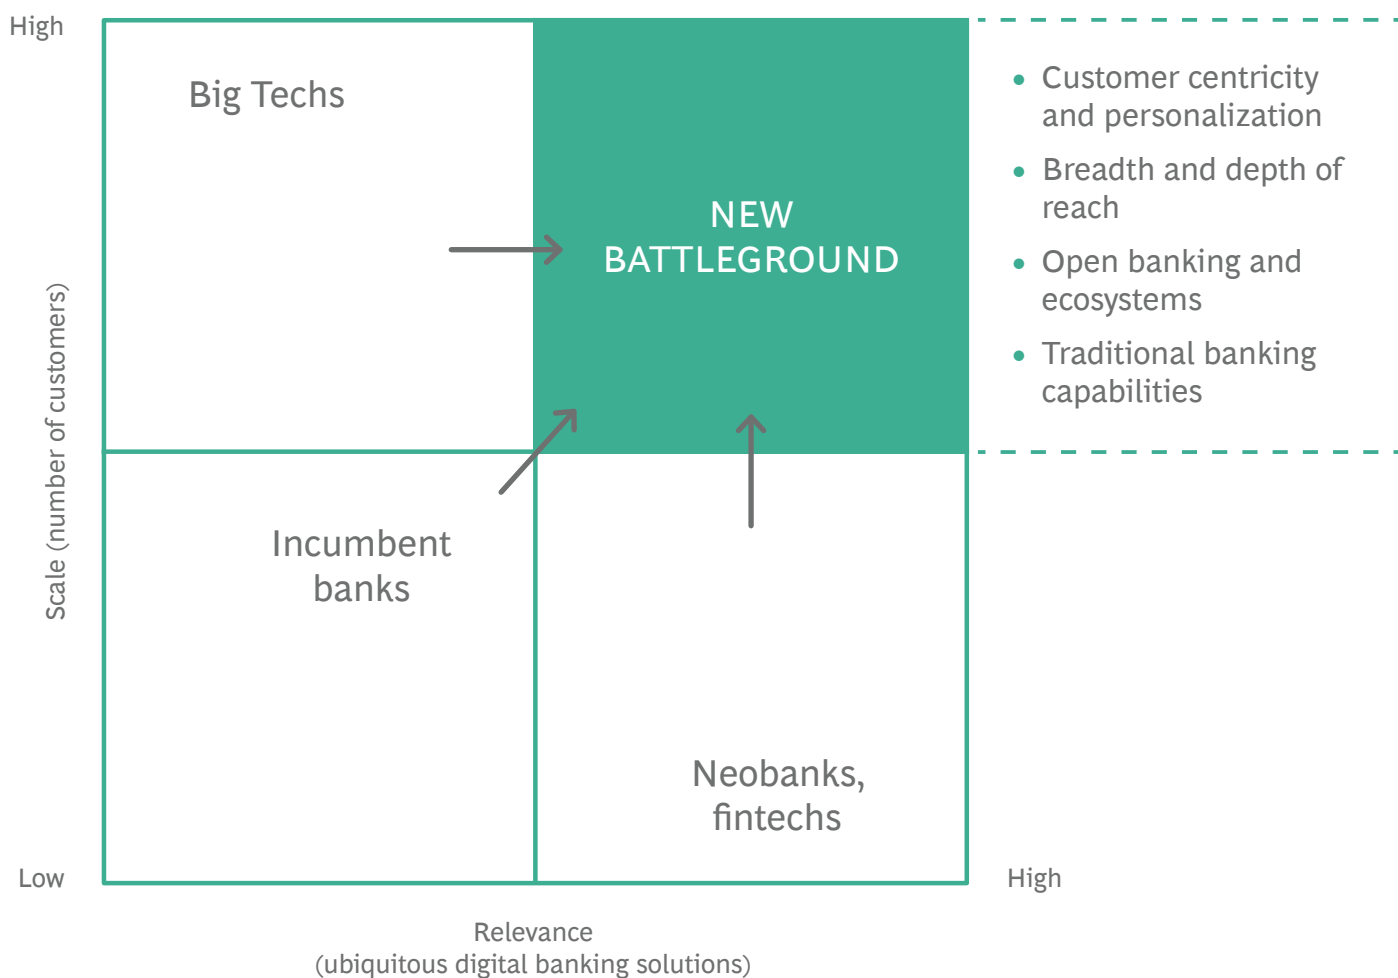 High
Big Techs
NEW
BATTLEGROUND
• Customer centricity
and personalization
• Breadth and depth of
reach
• Open banking and
ecosystems
• Traditional banking
capabilities
Scale (number of customers)
Incumbent
banks
Neobanks,
fintechs
Low
High
Relevance
(ubiquitous digital banking solutions)